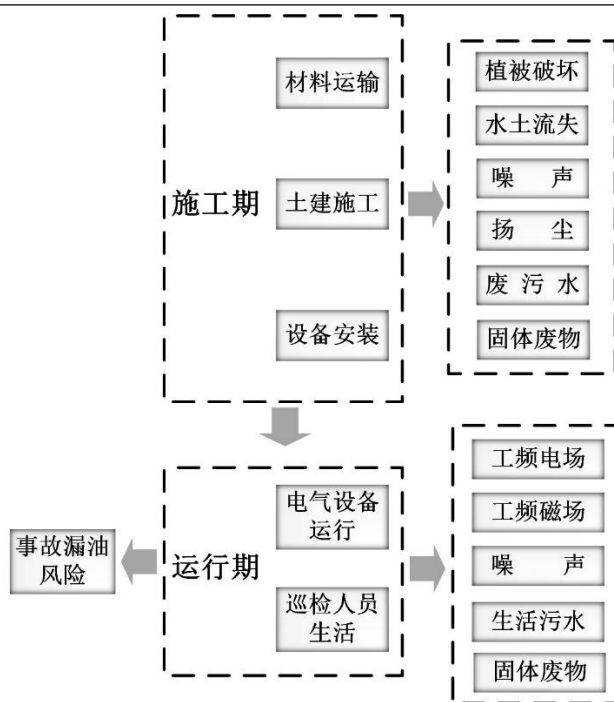 材料运输
施工期
土建施工
设备安装
植被破坏
水土流失
噪 声
扬 尘
废 污 水
固体废物
事故漏油
风险
运行期
电气设备
运行
巡检人员
生活
工频电场
工频磁场
噪 声
生活污水
固体废物